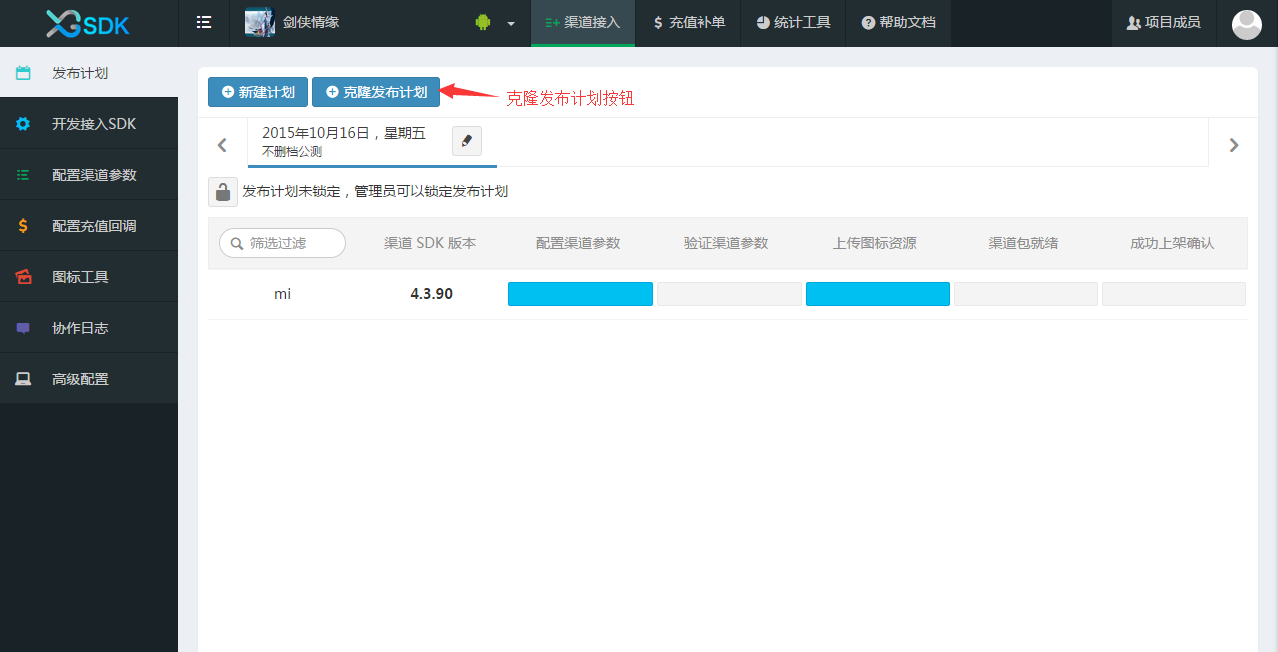 XGSDK
剑侠情缘
渠道接入
充值补单
统计工具
帮助文档
项目成员
发布计划
开发接入SDK
配置渠道参数
配置充值回调
图标工具
协作日志
高级配置
新建计划
克隆发布计划
克隆发布计划按钮
2015年10月16日，星期五
不删档公测
发布计划未锁定，管理员可以锁定发布计划
筛选过滤
渠道 SDK 版本
配置渠道参数
验证渠道参数
上传图标资源
渠道包就绪
成功上架确认
mi
4.3.90